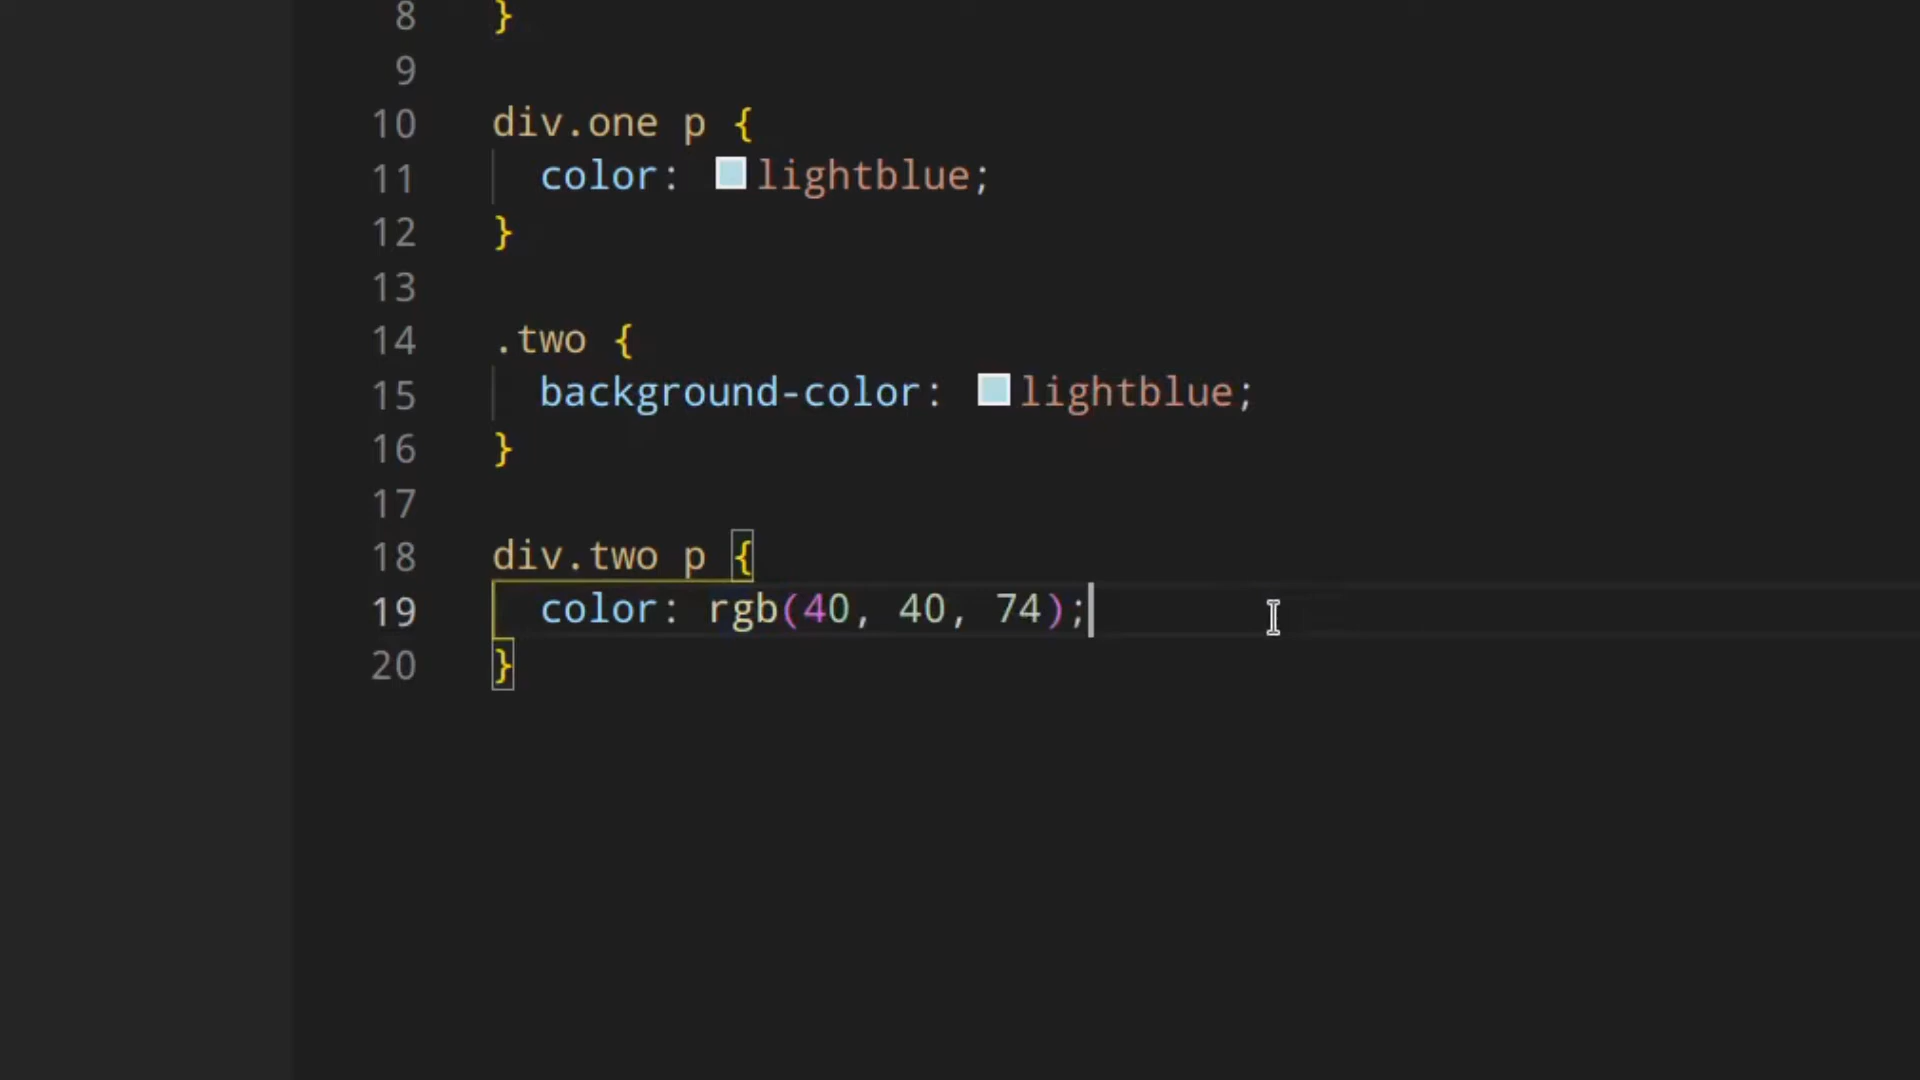 8 }
9
10 div.one p {
11 color: lightblue;
12 }
13
14 .two {
15 background-color: lightblue;
16 }
17
18 div.two p {
19 color: rgb(40, 40, 74);
20 }